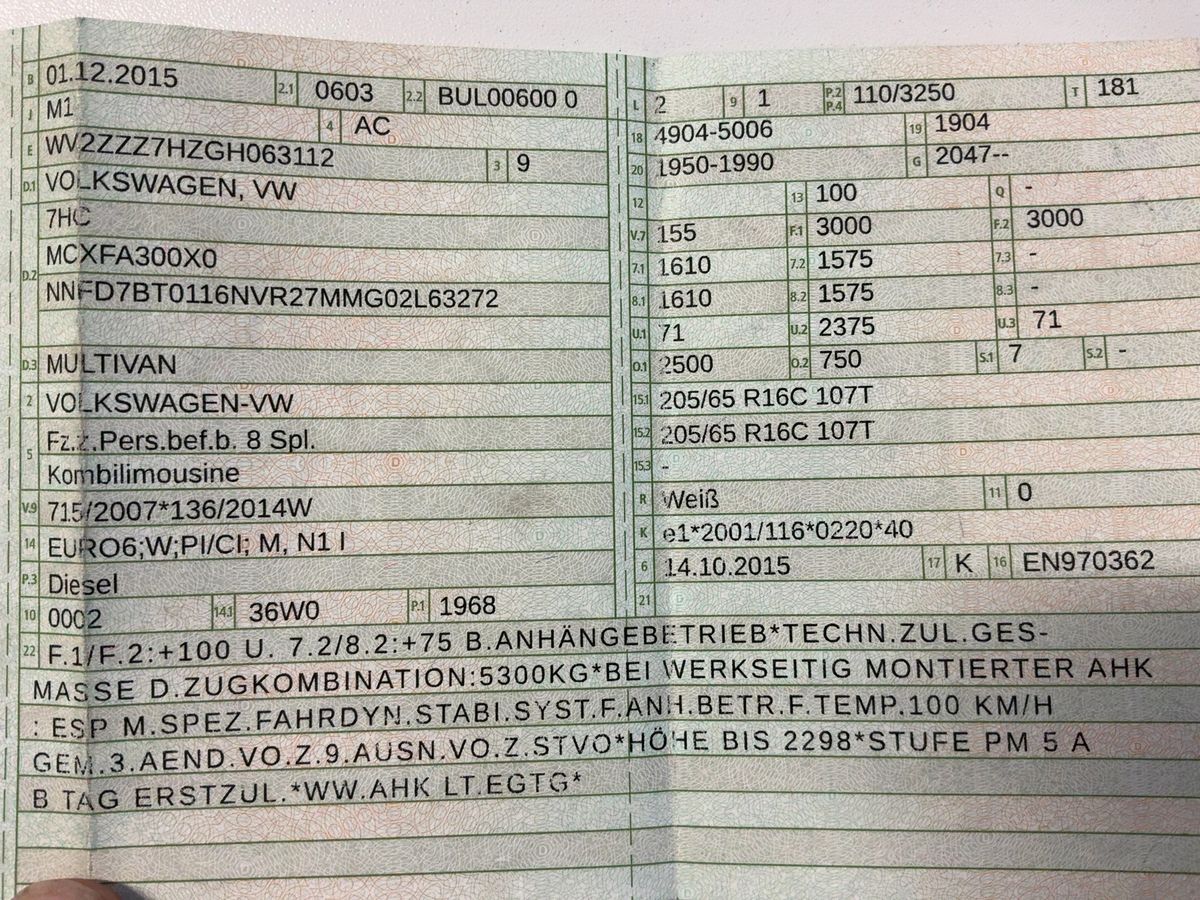 B 01.12.2015 2.1 0603 2.2 BUL00600 0
J M1 4 AC
E WV2ZZZ7HZGH063112 3 9
D.1 VOLKSWAGEN, VW
7HC
D.2 MCXFA300X0
NNFD7BT0116NVR27MMG02L63272
D.3 MULTIVAN
2 VOLKSWAGEN-VW
5 Fz.z.Pers.bef.b. 8 Spl.
Kombilimousine
V.9 715/2007*136/2014W
14 EURO6;W;PI/CI; M, N1 I
P.3 Diesel
10 0002 14.1 36W0 P.1 1968
L 2 9 1 P.2 P.4 110/3250 T 181
18 4904-5006 19 1904
20 1950-1990 G 2047--
12 13 100 Q -
V.7 155 F.1 3000 F.2 3000
7.1 1610 7.2 1575 7.3 -
8.1 1610 8.2 1575 8.3 -
U.1 71 U.2 2375 U.3 71
O.1 2500 O.2 750 S.1 7 S.2 -
15.1 205/65 R16C 107T
15.2 205/65 R16C 107T
15.3 -
R Weiß 11 0
K e1*2001/116*0220*40
6 14.10.2015 17 K 16 EN970362
21
22 F.1/F.2:+100 U. 7.2/8.2:+75 B.ANHÄNGEBETRIEB*TECHN.ZUL.GES-
MASSE D.ZUGKOMBINATION:5300KG*BEI WERKSEITIG MONTIERTER AHK
: ESP M.SPEZ.FAHRDYN.STABI.SYST.F.ANH.BETR.F.TEMP.100 KM/H
GEM.3.AEND.VO.Z.9.AUSN.VO.Z.STVO*HÖHE BIS 2298*STUFE PM 5 A
B TAG ERSTZUL.*WW.AHK LT.EGTG*